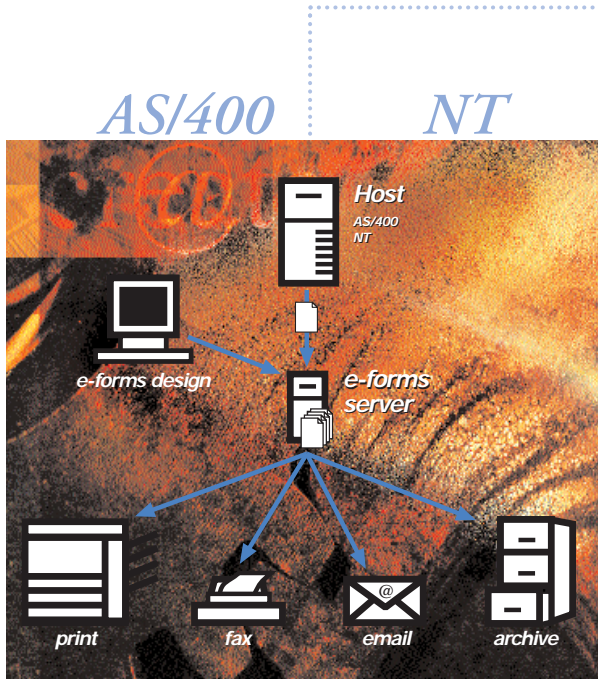 AS/400 NT
Host
AS/400
NT
e-forms design
e-forms
server
@
print fax email archive